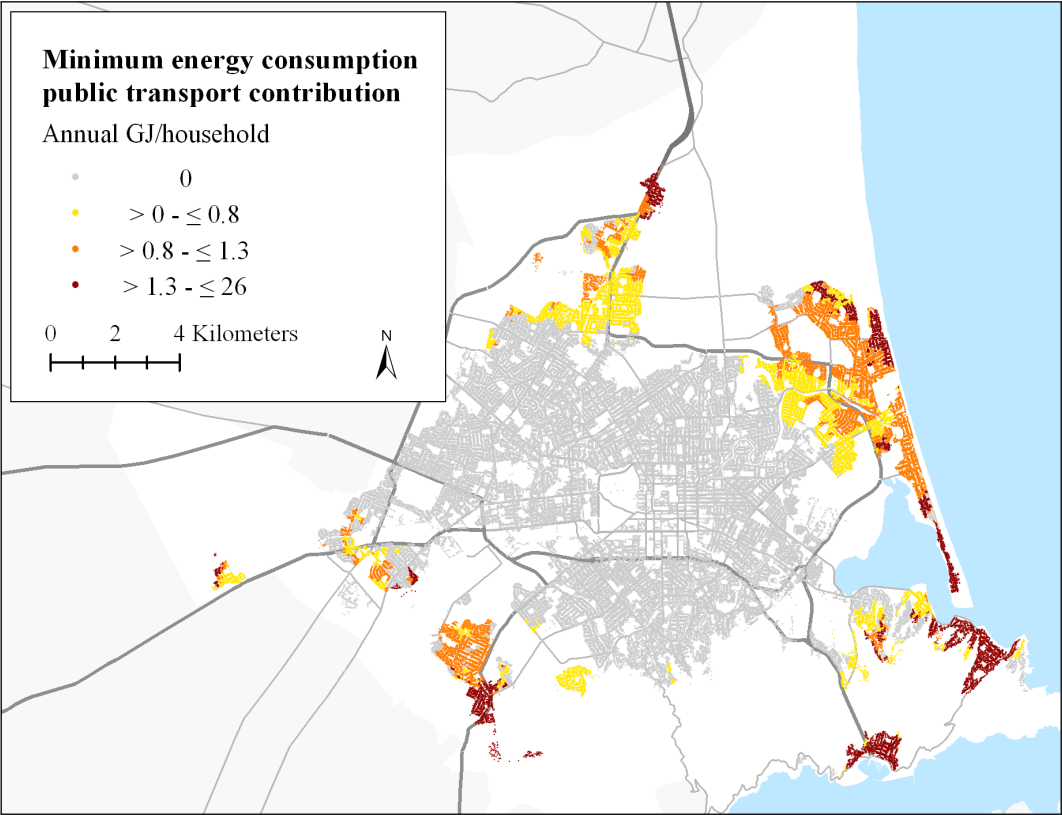 Minimum energy consumption
public transport contribution
Annual GJ/household
0
> 0 - ≤ 0.8
> 0.8 - ≤ 1.3
> 1.3 - ≤ 26
0 2 4 Kilometers
N